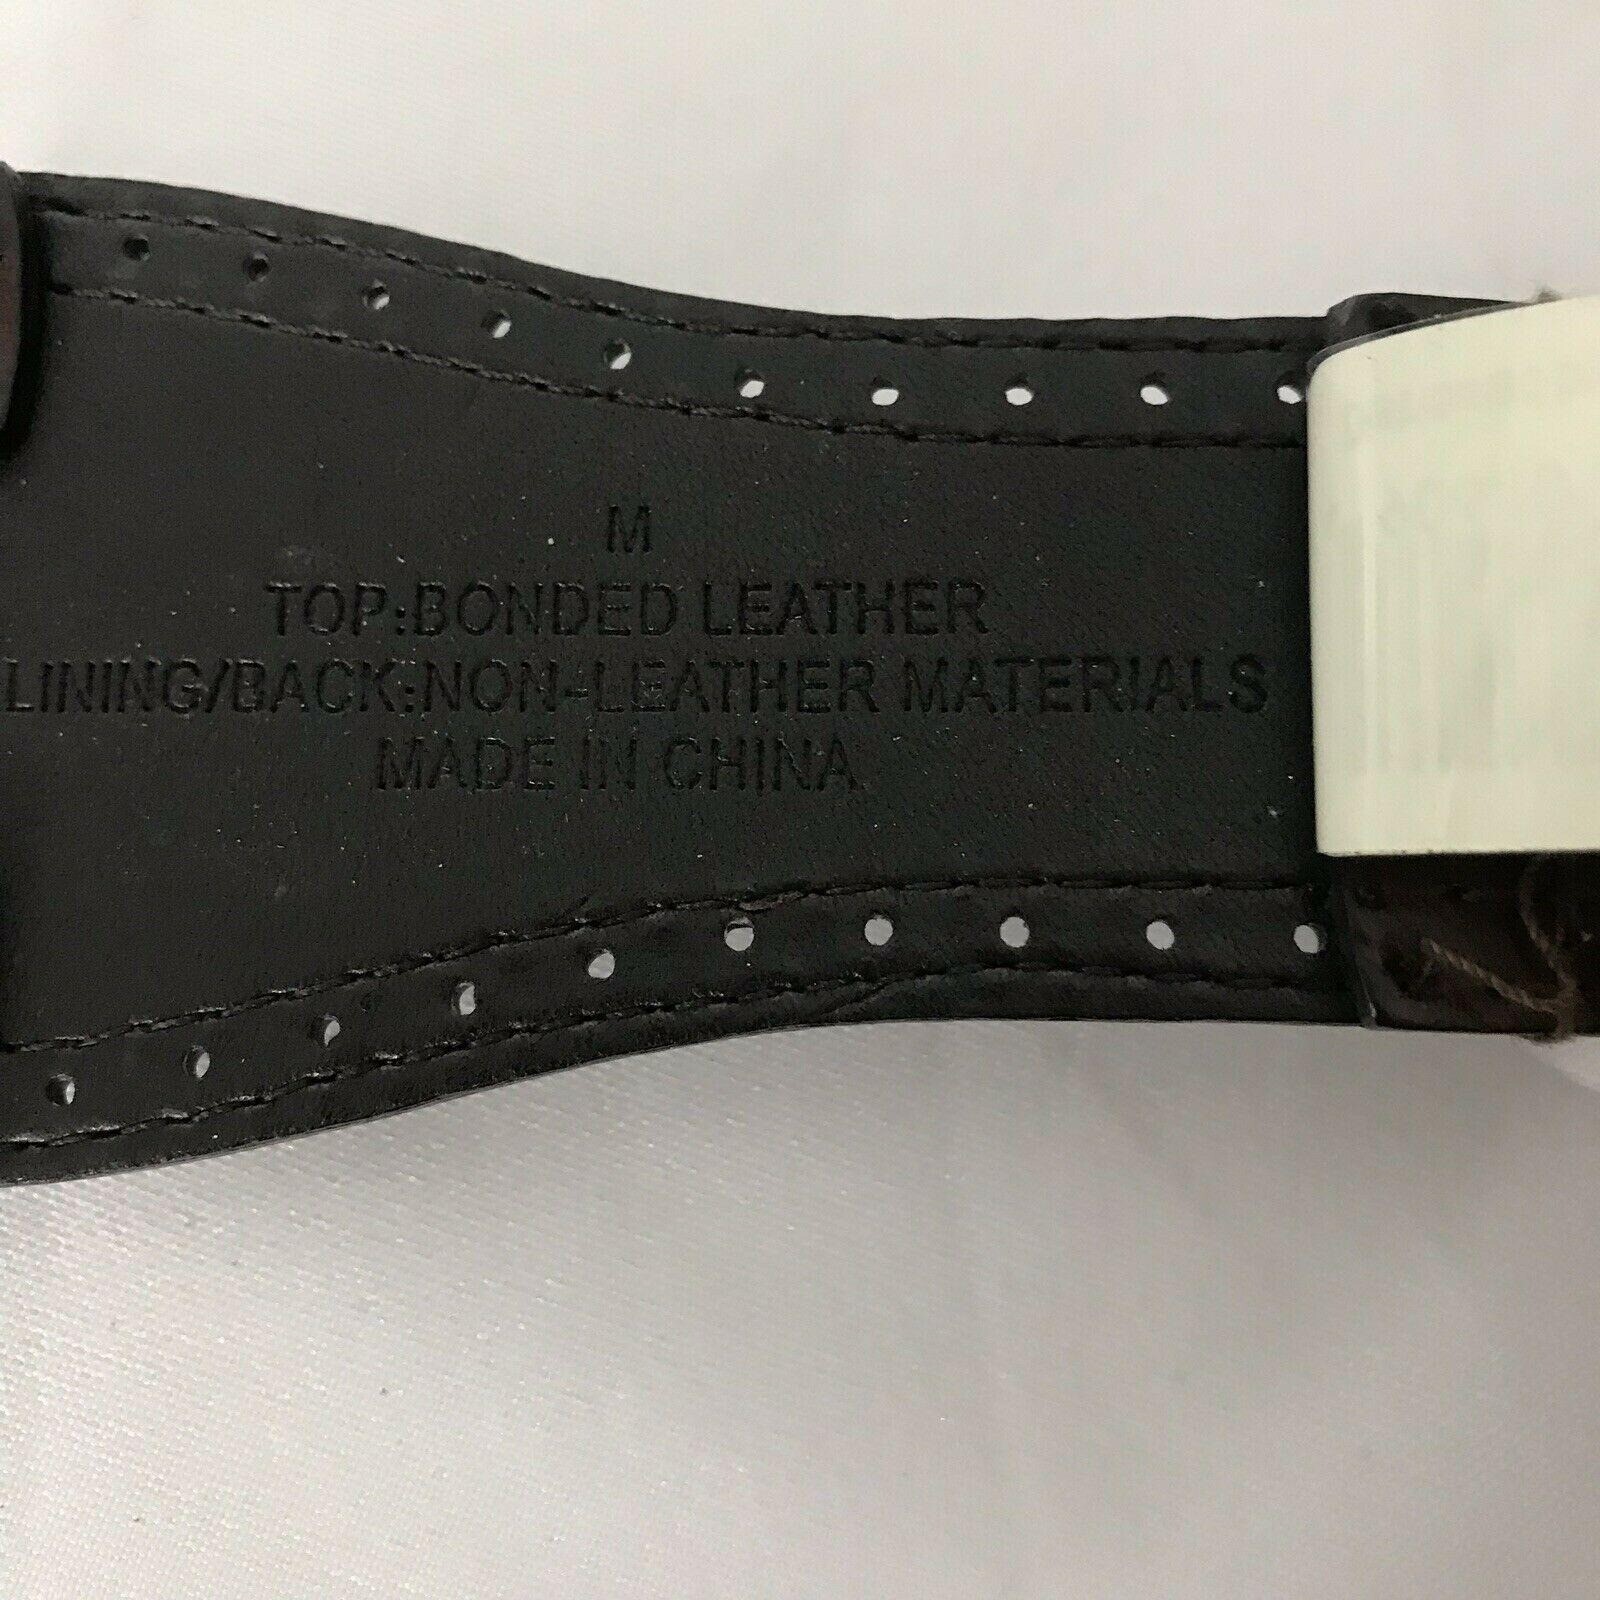 M
TOP:BONDED LEATHER
LINING/BACK:NON-LEATHER MATERIALS
MADE IN CHINA